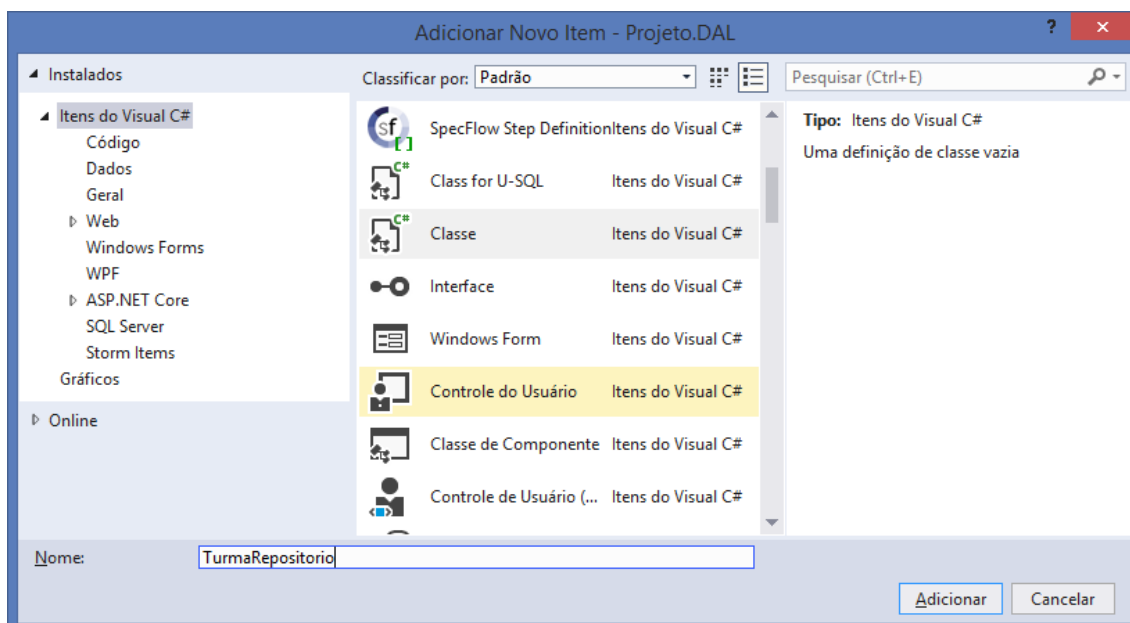 Adicionar Novo Item - Projeto.DAL
?
Instalados
Classificar por: Padrão
Pesquisar (Ctrl+E)
Itens do Visual C#
Código
Dados
Geral
Web
Windows Forms
WPF
ASP.NET Core
SQL Server
Storm Items
Gráficos
Online
sf
SpecFlow Step Definition Itens do Visual C#
C#
Class for U-SQL Itens do Visual C#
C#
Classe Itens do Visual C#
Interface Itens do Visual C#
Windows Form Itens do Visual C#
Controle do Usuário Itens do Visual C#
Classe de Componente Itens do Visual C#
Controle de Usuário (... Itens do Visual C#
Tipo: Itens do Visual C#
Uma definição de classe vazia
Nome: TurmaRepositorio
Adicionar Cancelar